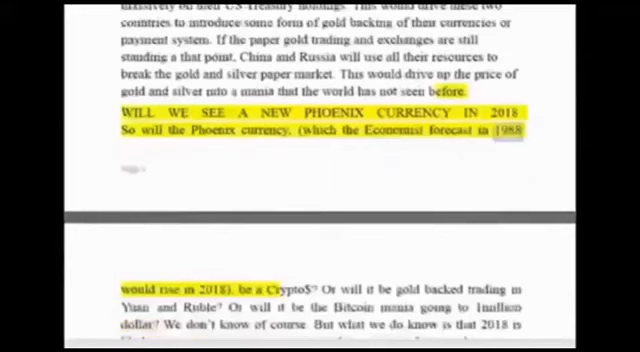 massively on their US Treasury holdings. This would drive these two
countries to introduce some form of gold backing of their currencies or
payment system. If the paper gold trading and exchanges are still
standing a that point, China and Russia will use all their resources to
break the gold and silver paper market. This would drive up the price of
gold and silver into a mania that the world has not seen before.
WILL WE SEE A NEW PHOENIX CURRENCY IN 2018
So will the Phoenix currency, (which the Economist forecast in 1988
would rise in 2018), be a Crypto$? Or will it be gold backed trading in
Yuan and Ruble? Or will it be the Bitcoin mania going to 1million
dollar? We don't know of course. But what we do know is that 2018 is